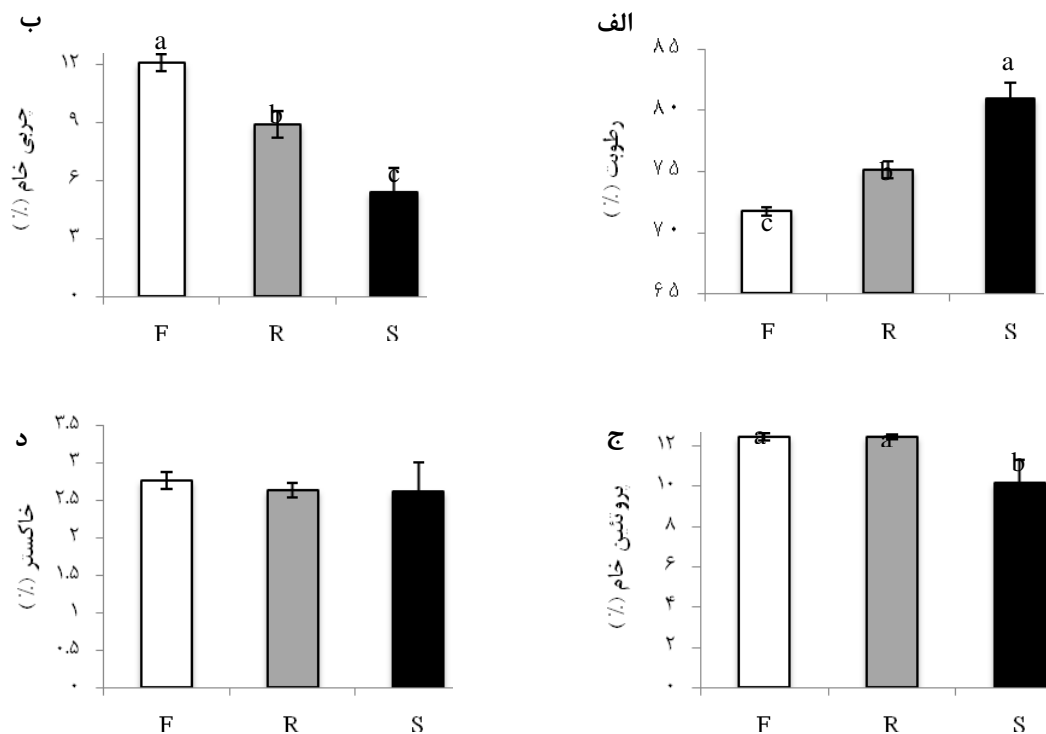 الف
رطوبت (٪)
۸۵
۸۰
۷۵
۷۰
۶۵
a
b
c
F R S
ب
چربی خام (٪)
۱۲
۹
۶
۳
۰
a
b
c
F R S
ج
پروتئین خام (٪)
۱۲
۱۰
۸
۶
۴
۲
۰
a a b
F R S
د
خاکستر (٪)
۳.۵
۳
۲.۵
۲
۱.۵
۱
۰.۵
۰
F R S